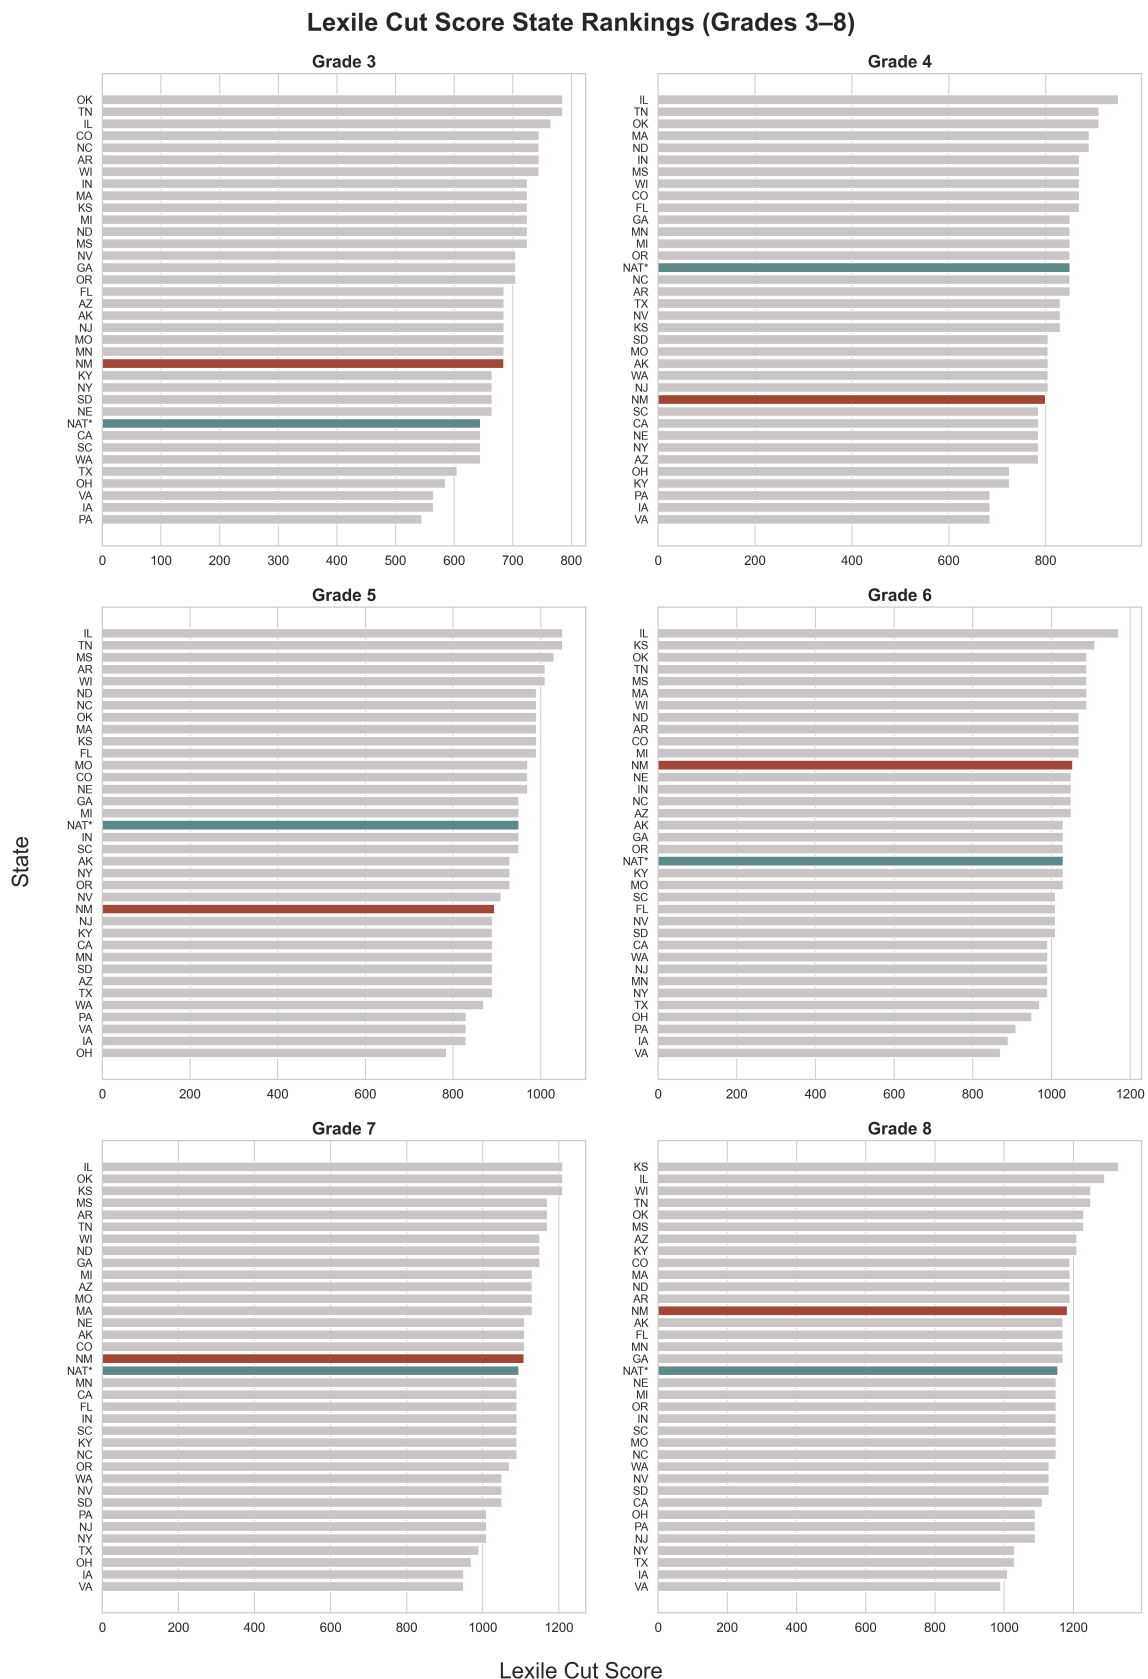 Lexile Cut Score State Rankings (Grades 3–8)
Grade 3
OK
TN
IL
CO
NC
AR
WI
IN
MA
KS
MI
ND
MS
NV
GA
OR
FL
AZ
AK
NJ
MO
MN
NM
KY
NY
SD
NE
NAT*
CA
SC
WA
TX
OH
VA
IA
PA
0 100 200 300 400 500 600 700 800
Grade 4
IL
TN
OK
MA
ND
IN
MS
WI
CO
FL
GA
MN
MI
OR
NAT*
NC
AR
TX
NV
KS
SD
MO
AK
WA
NJ
NM
SC
CA
NE
NY
AZ
OH
KY
PA
IA
VA
0 200 400 600 800
Grade 5
IL
TN
MS
AR
WI
ND
NC
OK
MA
KS
FL
MO
CO
NE
GA
MI
NAT*
IN
SC
AK
NY
OR
NV
NM
NJ
KY
CA
MN
SD
AZ
TX
WA
PA
VA
IA
OH
0 200 400 600 800 1000
Grade 6
IL
KS
OK
TN
MS
MA
WI
ND
AR
CO
MI
NM
NE
IN
NC
AZ
AK
GA
OR
NAT*
KY
MO
SC
FL
NV
SD
CA
WA
NJ
MN
NY
TX
OH
PA
IA
VA
0 200 400 600 800 1000 1200
Grade 7
IL
OK
KS
MS
AR
TN
WI
ND
GA
MI
AZ
MO
MA
NE
AK
CO
NM
NAT*
MN
CA
FL
IN
SC
KY
NC
OR
WA
NV
SD
PA
NJ
NY
TX
OH
IA
VA
0 200 400 600 800 1000 1200
Grade 8
KS
IL
WI
TN
OK
MS
AZ
KY
CO
MA
ND
AR
NM
AK
FL
MN
GA
NAT*
NE
MI
OR
IN
SC
MO
NC
WA
NV
SD
CA
OH
PA
NJ
NY
TX
IA
VA
0 200 400 600 800 1000 1200
State
Lexile Cut Score